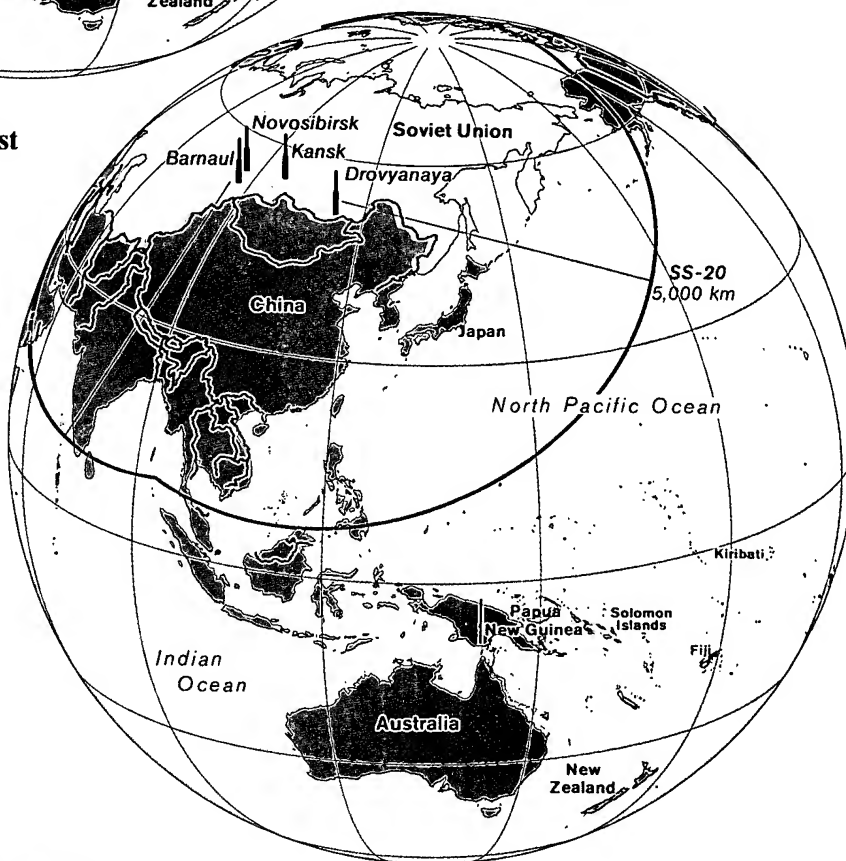 Zealand
st
Novosibirsk
Soviet Union
Barnaul
Kansk
Drovyanaya
SS-20
5,000 km
China
Japan
North Pacific Ocean
Kiribati
Papua
New Guinea
Solomon
Islands
Fiji
Indian
Ocean
Australia
New
Zealand